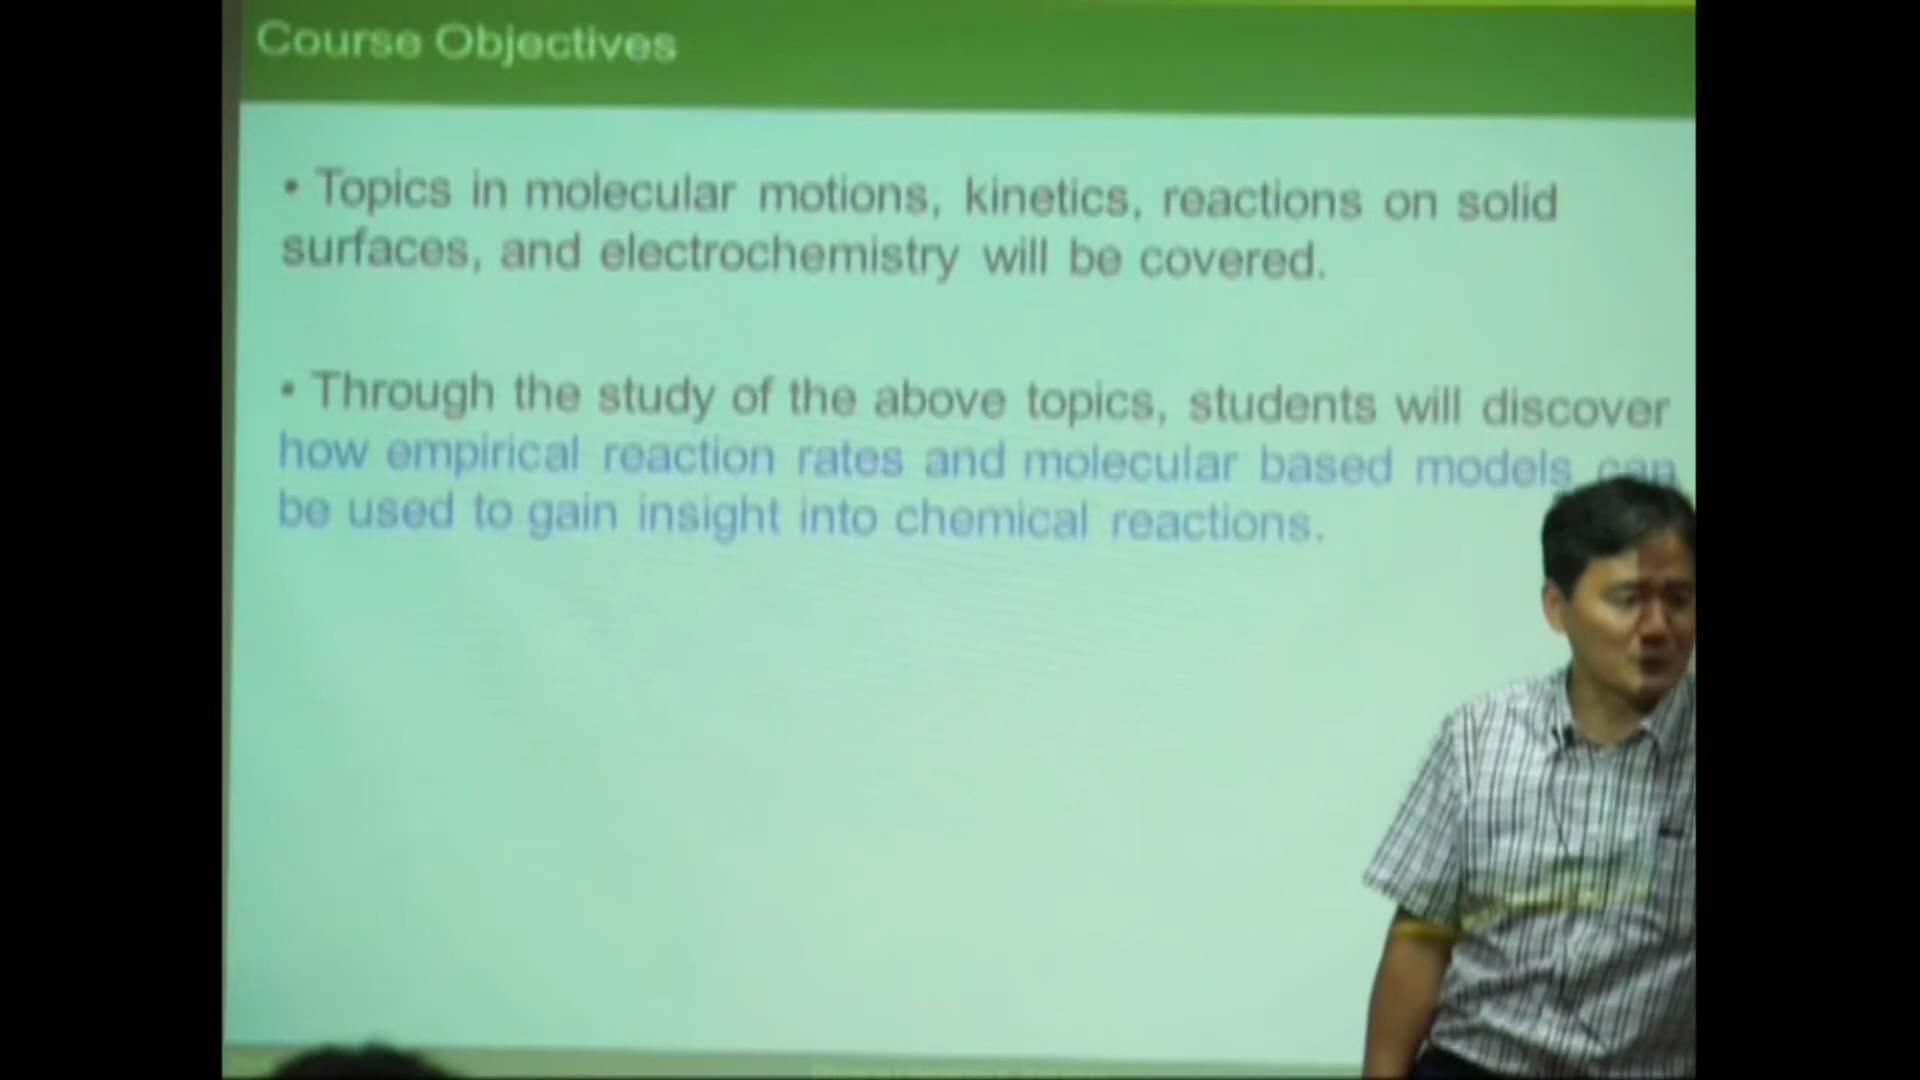 Course Objectives
• Topics in molecular motions, kinetics, reactions on solid
surfaces, and electrochemistry will be covered.
• Through the study of the above topics, students will discover
how empirical reaction rates and molecular based models can
be used to gain insight into chemical reactions.